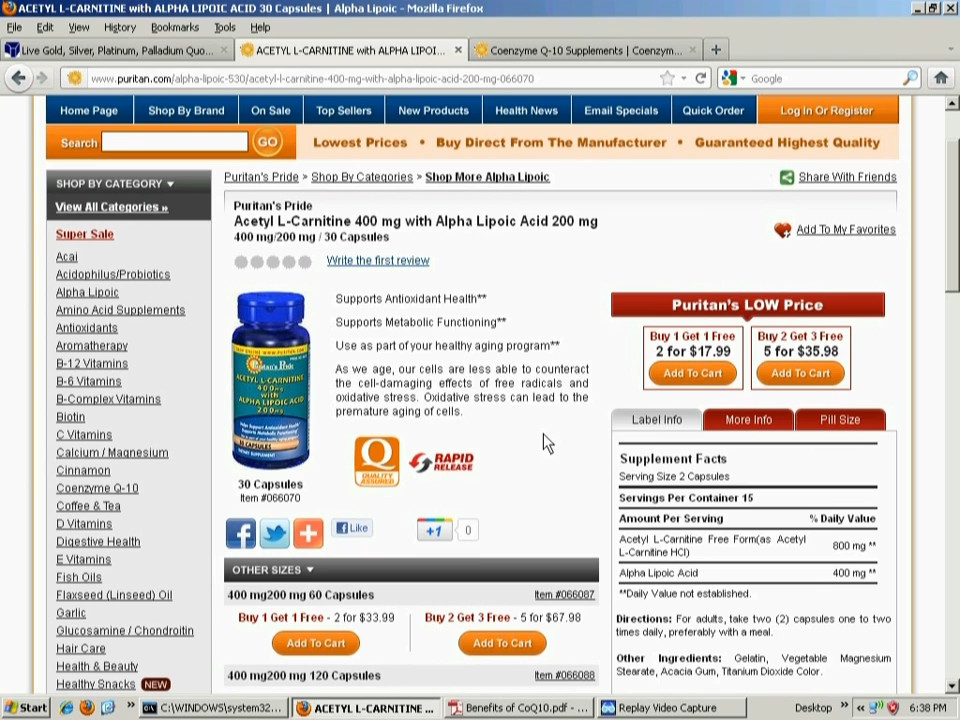 ACETYL L-CARNITINE with ALPHA LIPOIC ACID 30 Capsules | Alpha Lipoic - Mozilla Firefox
File Edit View History Bookmarks Tools Help
Live Gold, Silver, Platinum, Palladium Quo... ACETYL L-CARNITINE with ALPHA LIPOI... Coenzyme Q-10 Supplements | Coenzym...
www.puritan.com/alpha-lipoic-530/acetyl-l-carnitine-400-mg-with-alpha-lipoic-acid-200-mg-066070 Google
Home Page Shop By Brand On Sale Top Sellers New Products Health News Email Specials Quick Order Log In Or Register
Search GO Lowest Prices • Buy Direct From The Manufacturer • Guaranteed Highest Quality
SHOP BY CATEGORY
View All Categories »
Super Sale
Acai
Acidophilus/Probiotics
Alpha Lipoic
Amino Acid Supplements
Antioxidants
Aromatherapy
B-12 Vitamins
B-6 Vitamins
B-Complex Vitamins
Biotin
C Vitamins
Calcium / Magnesium
Cinnamon
Coenzyme Q-10
Coffee & Tea
D Vitamins
Digestive Health
E Vitamins
Fish Oils
Flaxseed (Linseed) Oil
Garlic
Glucosamine / Chondroitin
Hair Care
Health & Beauty
Healthy Snacks NEW
Puritan's Pride > Shop By Categories > Shop More Alpha Lipoic
Share With Friends
Puritan's Pride
Acetyl L-Carnitine 400 mg with Alpha Lipoic Acid 200 mg
400 mg/200 mg / 30 Capsules
Add To My Favorites
Write the first review
Puritan's Pride
ACETYL L-CARNITINE
400mg
with
ALPHA LIPOIC ACID
200mg
30 CAPSULES
Supports Antioxidant Health**
Supports Metabolic Functioning**
Use as part of your healthy aging program**
As we age, our cells are less able to counteract
the cell-damaging effects of free radicals and
oxidative stress. Oxidative stress can lead to the
premature aging of cells.
Q
QUALITY
ASSURED
RAPID
RELEASE
30 Capsules
Item #066070
Like +1 0
OTHER SIZES
400 mg200 mg 60 Capsules Item #066087
Buy 1 Get 1 Free - 2 for $33.99 Buy 2 Get 3 Free - 5 for $67.98
Add To Cart Add To Cart
400 mg200 mg 120 Capsules Item #066088
Puritan's LOW Price
Buy 1 Get 1 Free
2 for $17.99
Add To Cart
Buy 2 Get 3 Free
5 for $35.98
Add To Cart
Label Info More Info Pill Size
Supplement Facts
Serving Size 2 Capsules
Servings Per Container 15
Amount Per Serving % Daily Value
Acetyl L-Carnitine Free Form(as Acetyl
L-Carnitine HCl) 800 mg **
Alpha Lipoic Acid 400 mg **
**Daily Value not established.
Directions: For adults, take two (2) capsules one to two
times daily, preferably with a meal.
Other Ingredients: Gelatin, Vegetable Magnesium
Stearate, Acacia Gum, Titanium Dioxide Color.
Start C:\WINDOWS\system32... ACETYL L-CARNITINE ... Benefits of CoQ10.pdf - ... Replay Video Capture Desktop » « 6:38 PM